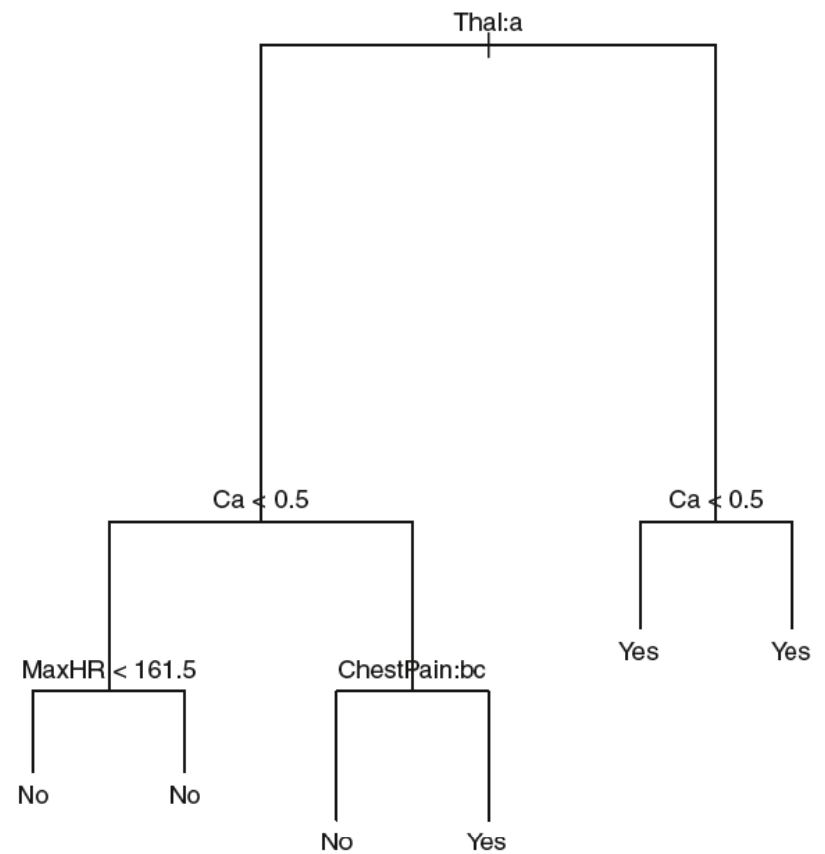 Thal:a
Ca < 0.5
Ca < 0.5
MaxHR < 161.5
ChestPain:bc
Yes
Yes
No
No
No
Yes